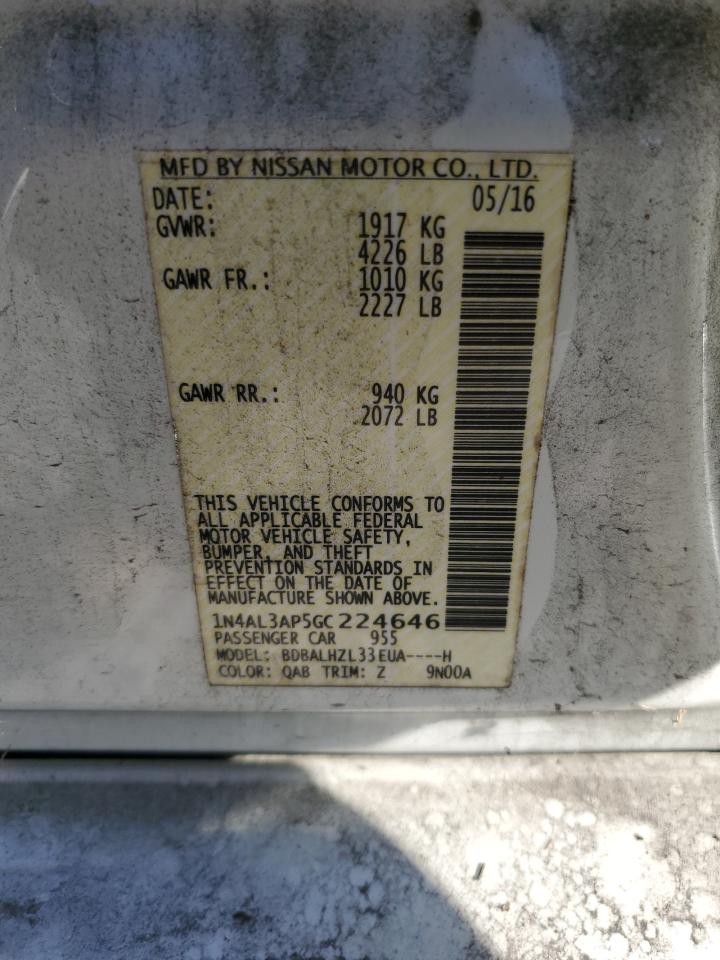 MFD BY NISSAN MOTOR CO., LTD.
DATE: 05/16
GVWR: 1917 KG
4226 LB
GAWR FR.: 1010 KG
2227 LB
GAWR RR.: 940 KG
2072 LB
THIS VEHICLE CONFORMS TO
ALL APPLICABLE FEDERAL
MOTOR VEHICLE SAFETY,
BUMPER, AND THEFT
PREVENTION STANDARDS IN
EFFECT ON THE DATE OF
MANUFACTURE SHOWN ABOVE.
1N4AL3AP5GC224646
PASSENGER CAR 955
MODEL: BDBALHZL33EUA----H
COLOR: QAB TRIM: Z 9N00A